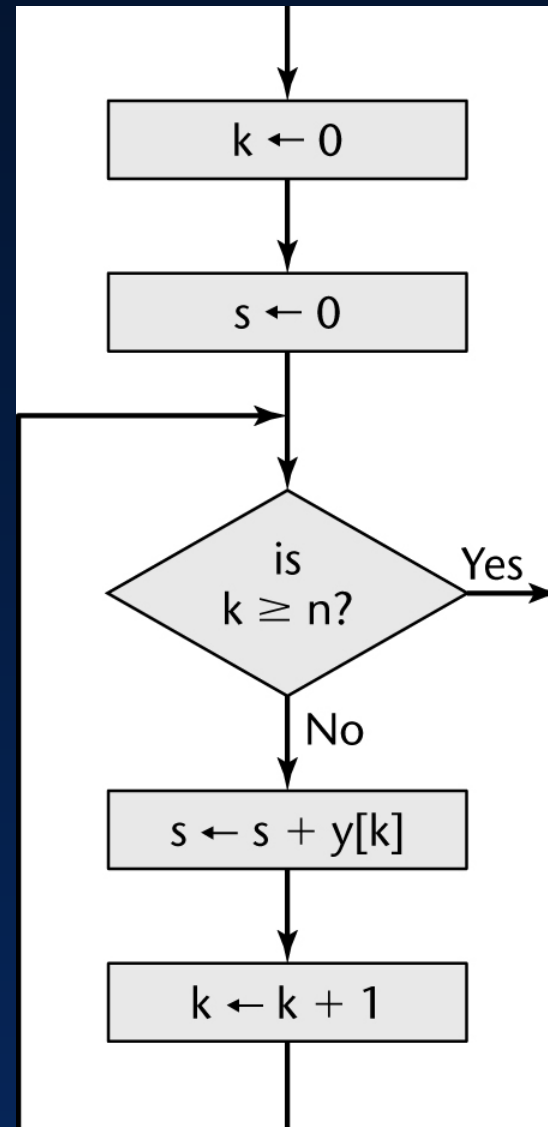 k ← 0
s ← 0
is
k ≥ n?
Yes
No
s ← s + y[k]
k ← k + 1